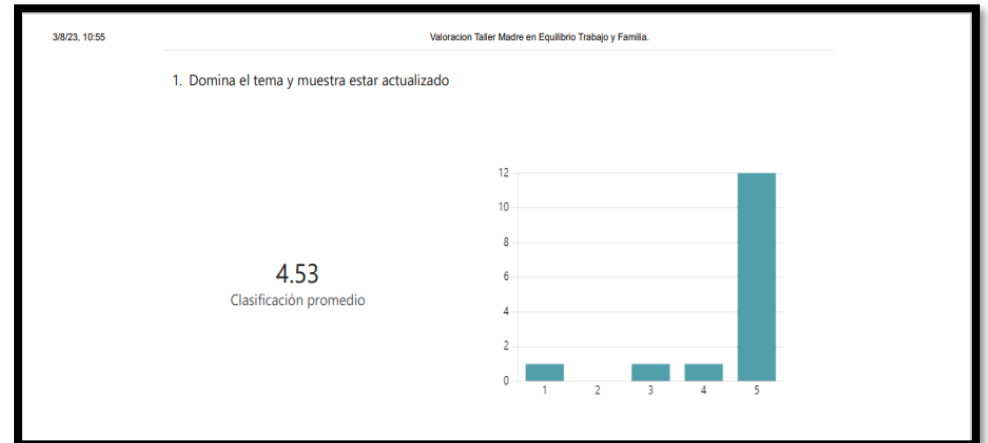 3/8/23, 10:55 Valoracion Taller Madre en Equilibrio Trabajo y Familia.
1. Domina el tema y muestra estar actualizado
4.53
Clasificación promedio
12
10
8
6
4
2
0
1 2 3 4 5